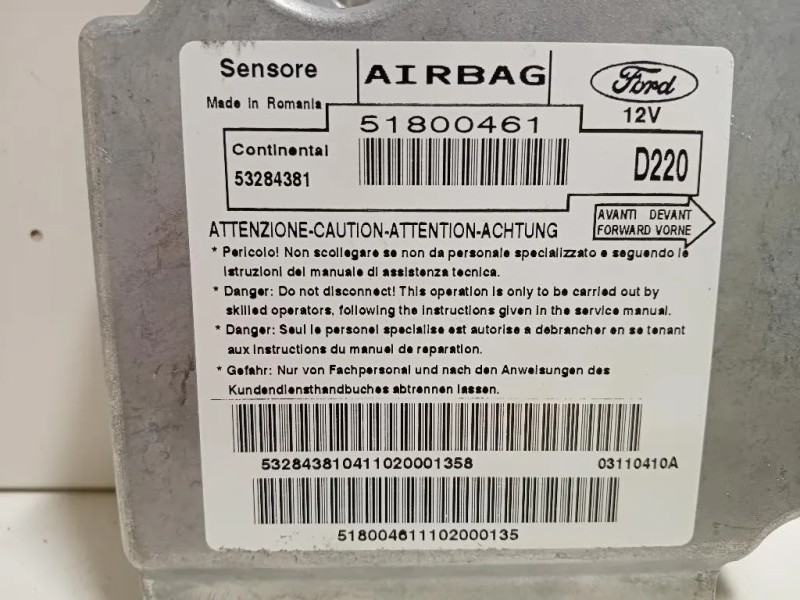 Sensore
AIRBAG
Ford
Made in Romania
12V
51800461
Continental
53284381
D220
AVANTI DEVANT
FORWARD VORNE
ATTENZIONE-CAUTION-ATTENTION-ACHTUNG
* Pericolo! Non scollegare se non da personale specializzato e seguendo le
istruzioni del manuale di assistenza tecnica.
* Danger: Do not disconnect! This operation is only to be carried out by
skilled operators, following the instructions given in the service manual.
* Danger: Seul le personel specialise est autorise a debrancher en se tenant
aux instructions du manuel de reparation.
* Gefahr: Nur von Fachpersonal und nach den Anweisungen des
Kundendiensthandbuches abtrennen lassen.
532843810411020001358
03110410A
518004611102000135